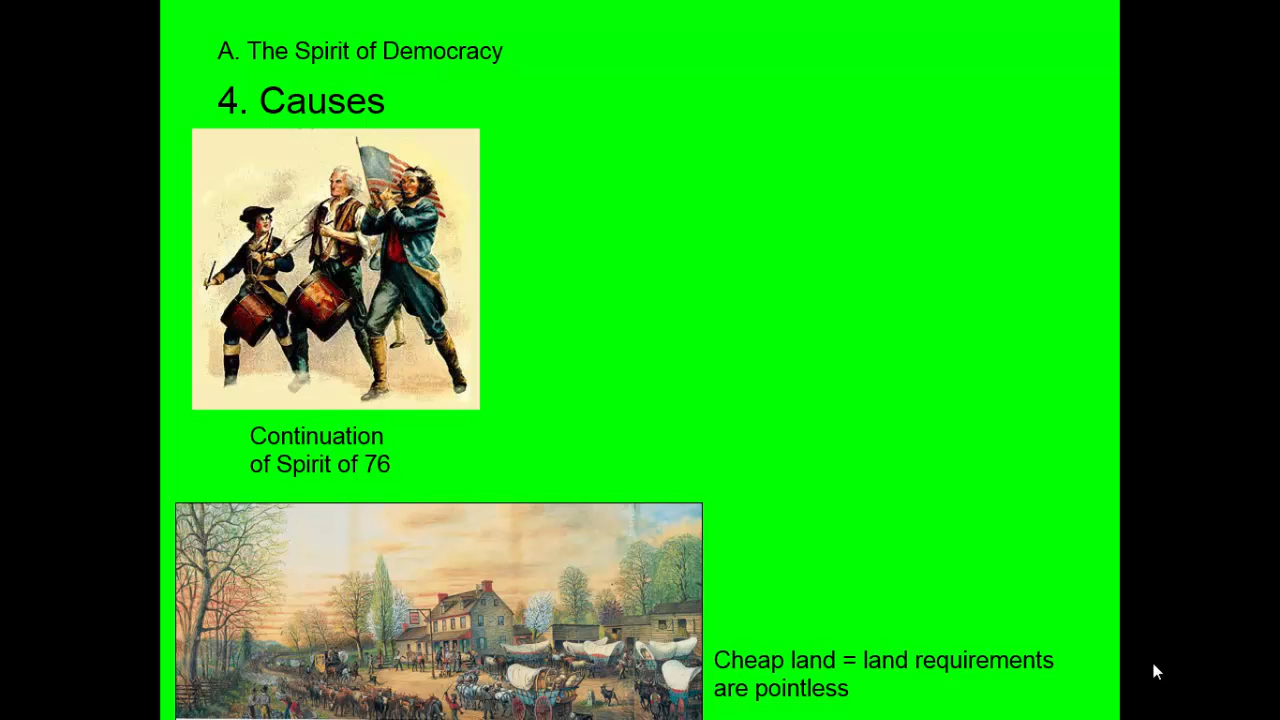 A. The Spirit of Democracy
4. Causes
Continuation
of Spirit of 76
Cheap land = land requirements
are pointless